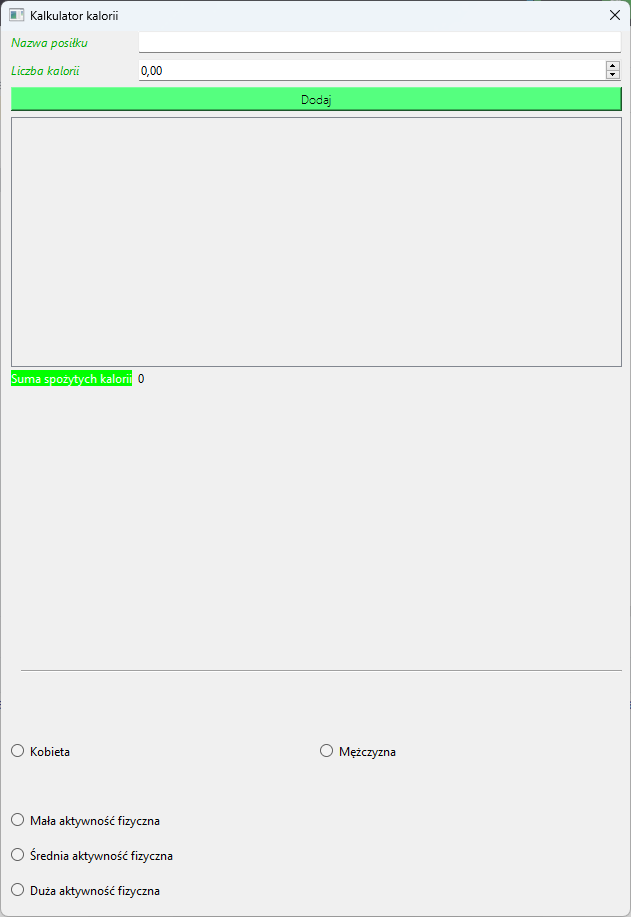 Kalkulator kalorii
Nazwa posiłku
Liczba kalorii 0,00
Dodaj
Suma spożytych kalorii 0
Kobieta Mężczyzna
Mała aktywność fizyczna
Średnia aktywność fizyczna
Duża aktywność fizyczna